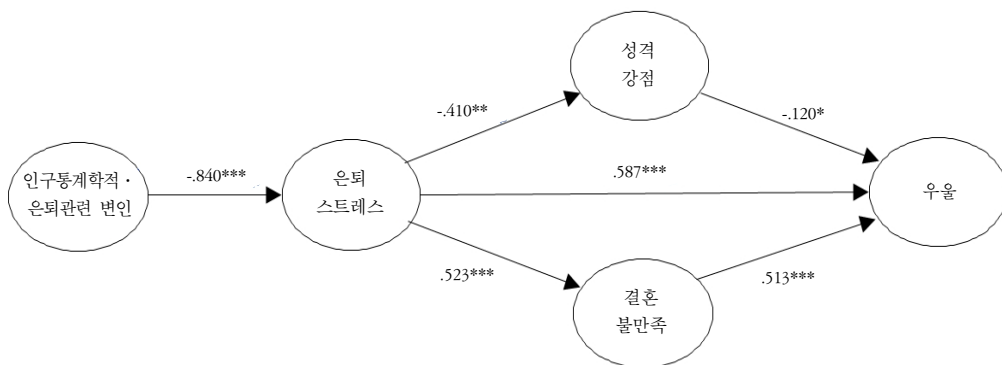 성격
강점
-.410**
-.120*
인구통계학적·
은퇴관련 변인
-.840***
은퇴
스트레스
.587***
우울
.523***
.513***
결혼
불만족